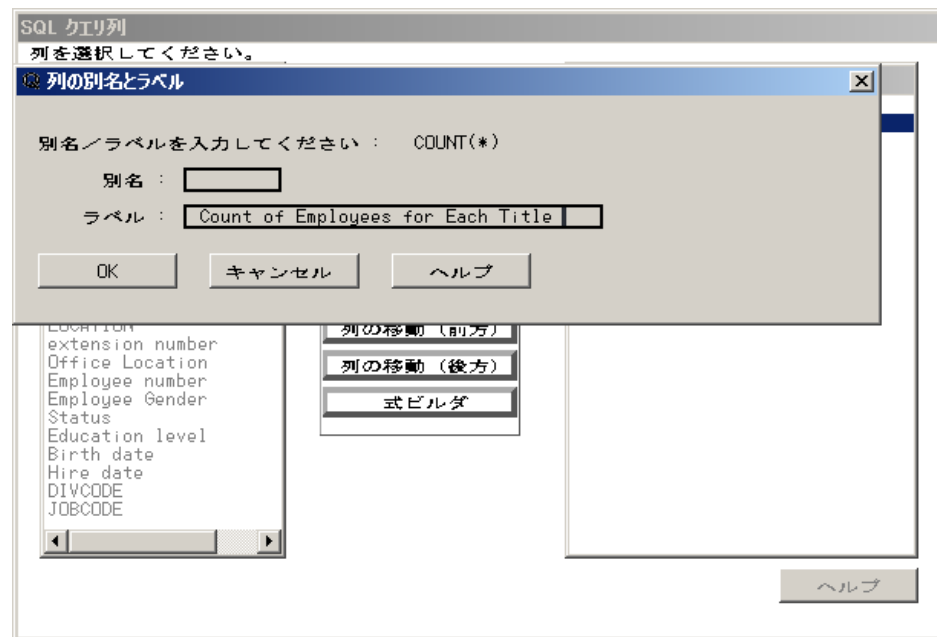 SQL クエリ列
列を選択してください。
列の別名とラベル
別名／ラベルを入力してください： COUNT(*)
別名：
ラベル： Count of Employees for Each Title
OK キャンセル ヘルプ
LOCATION
extension number
Office Location
Employee number
Employee Gender
Status
Education level
Birth date
Hire date
DIVCODE
JOBCODE
列の移動（前方）
列の移動（後方）
式ビルダ
ヘルプ